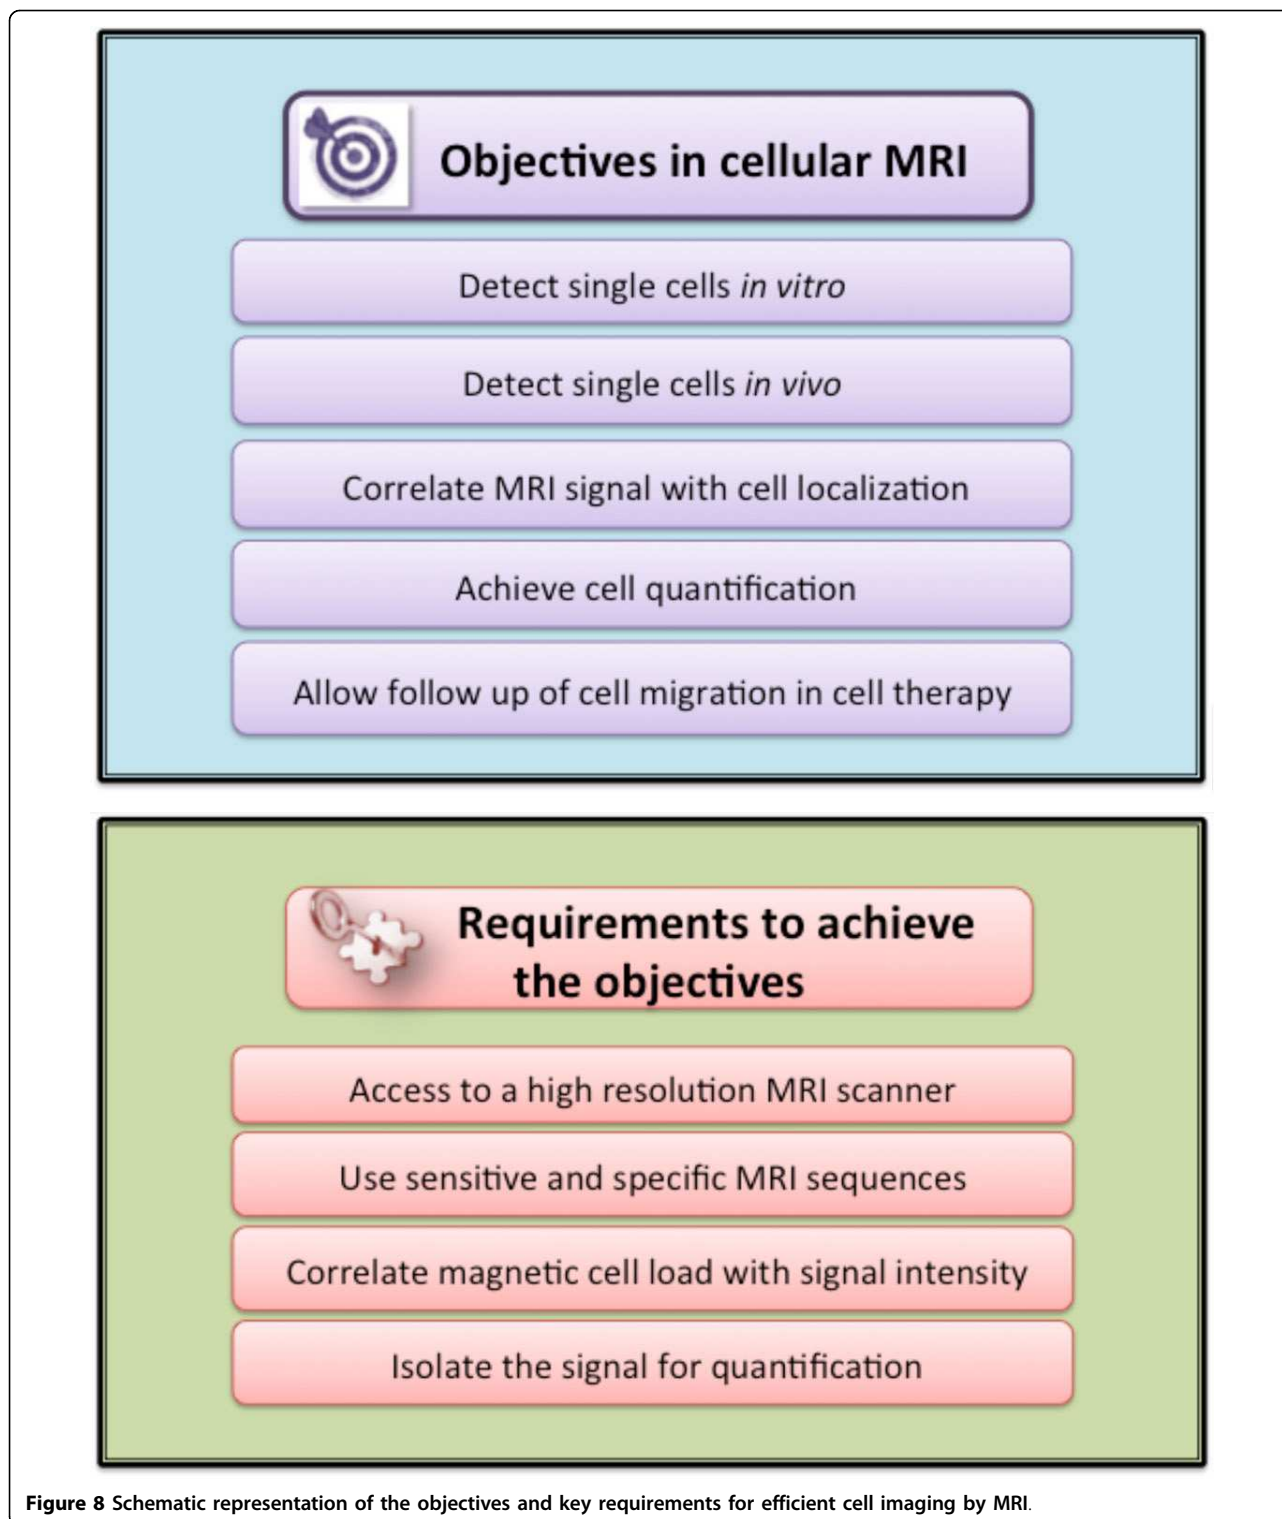 Objectives in cellular MRI
Detect single cells in vitro
Detect single cells in vivo
Correlate MRI signal with cell localization
Achieve cell quantification
Allow follow up of cell migration in cell therapy
Requirements to achieve
the objectives
Access to a high resolution MRI scanner
Use sensitive and specific MRI sequences
Correlate magnetic cell load with signal intensity
Isolate the signal for quantification
Figure 8 Schematic representation of the objectives and key requirements for efficient cell imaging by MRI.